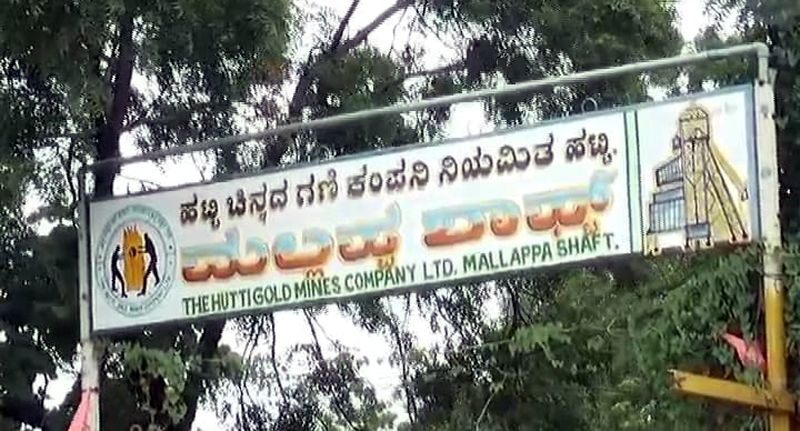 ಹಟ್ಟಿ ಚಿನ್ನದ ಗಣಿ ಕಂಪನಿ ನಿಯಮಿತ ಹಟ್ಟಿ.
ಮಲ್ಲಪ್ಪ ಶಾಫ್ಟ್
THE HUTTI GOLD MINES COMPANY LTD. MALLAPPA SHAFT.